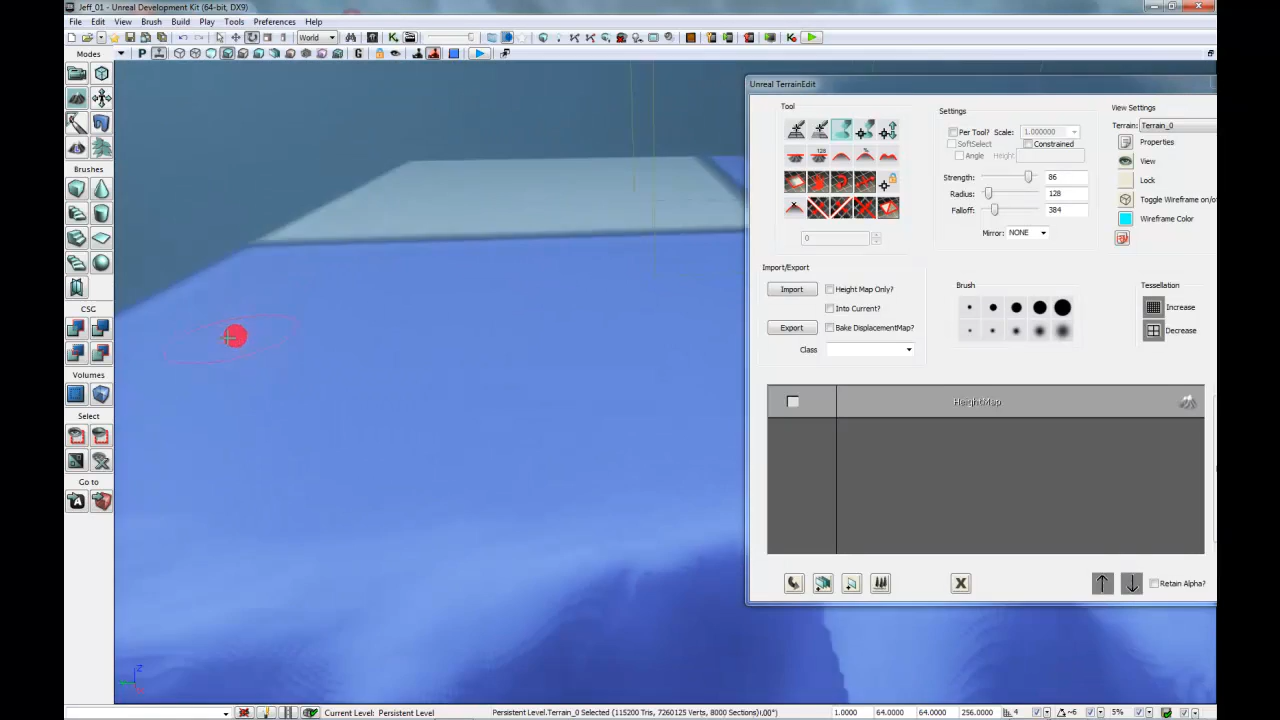 Jeff_01 - Unreal Development Kit (64-bit, DX9)
File Edit View Brush Build Play Tools Preferences Help
World
Modes
P
G
Brushes
CSG
Volumes
Select
Go to
Unreal TerrainEdit
Tool
128
0
Settings
Per Tool? Scale: 1.000000
SoftSelect Constrained
Angle Height:
Strength: 86
Radius: 128
Falloff: 384
Mirror: NONE
View Settings
Terrain: Terrain_0
Properties
View
Lock
Toggle Wireframe on/of
Wireframe Color
Import/Export
Import Height Map Only?
Into Current?
Export Bake DisplacementMap?
Class
Brush
Tessellation
Increase
Decrease
HeightMap
X
Retain Alpha?
Z
Current Level: Persistent Level Persistent Level.Terrain_0 Selected (115200 Tris, 7260125 Verts, 8000 Sections) 1.0000 64.0000 64.0000 256.0000 4 ~6 5%